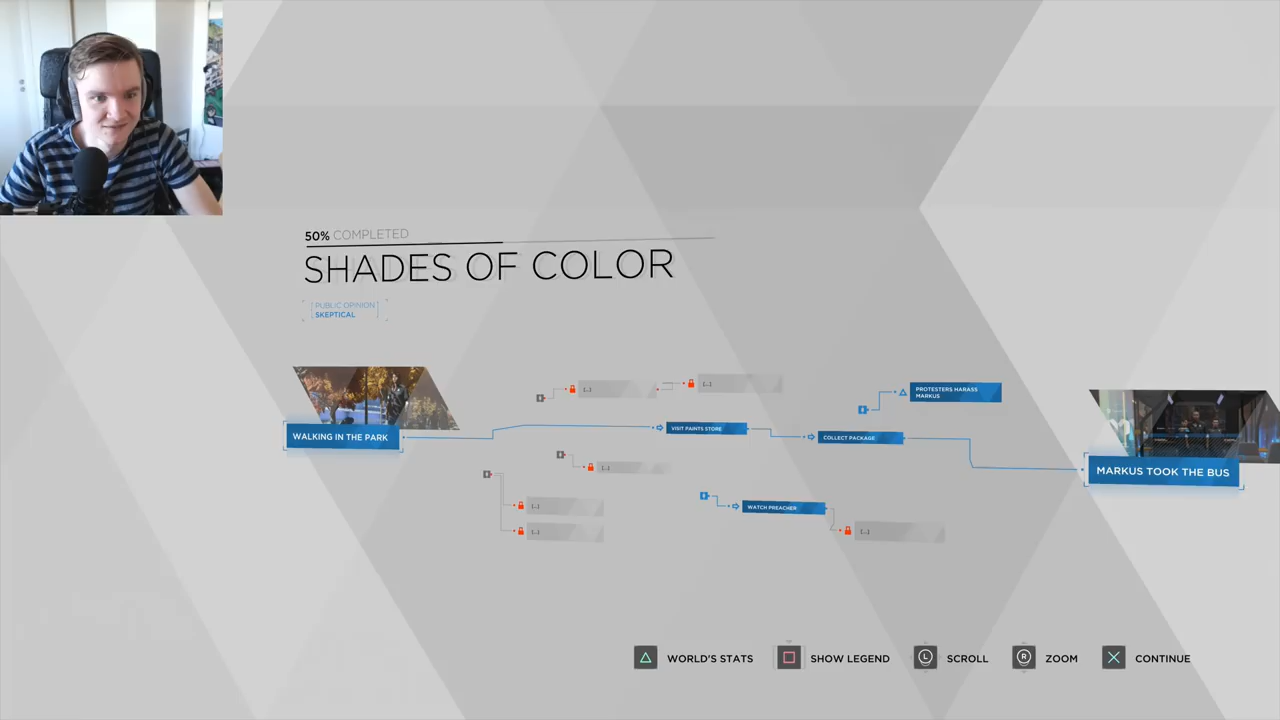 50% COMPLETED
SHADES OF COLOR
PUBLIC OPINION
SKEPTICAL
[...]
[...]
PROTESTERS HARASS
MARKUS
WALKING IN THE PARK
VISIT PAINTS STORE
COLLECT PACKAGE
[...]
MARKUS TOOK THE BUS
[...]
WATCH PREACHER
[...]
[...]
WORLD'S STATS
SHOW LEGEND
L
SCROLL
R
ZOOM
CONTINUE